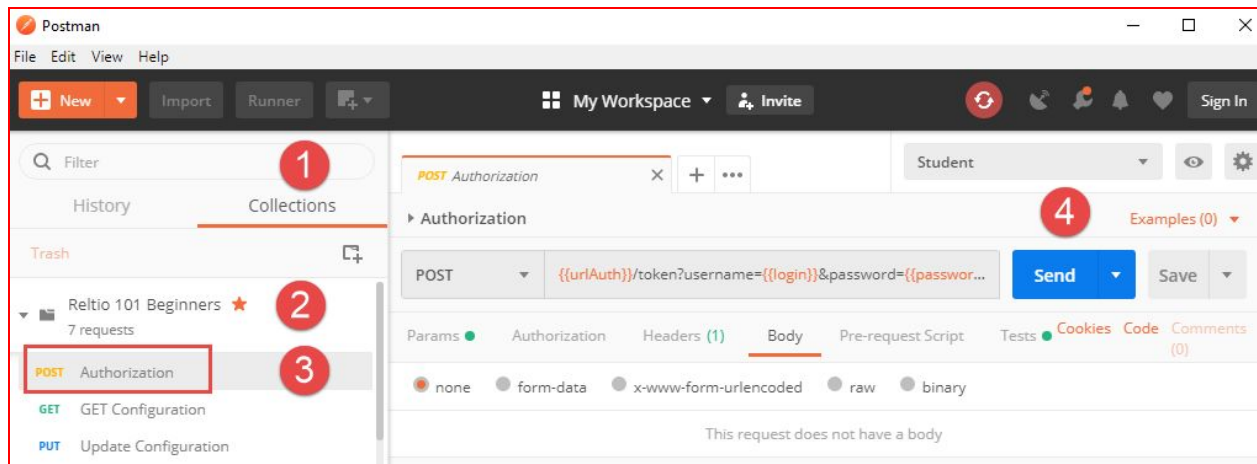 Postman
File Edit View Help
New Import Runner My Workspace Invite Sign In
Filter 1
History Collections
Trash
Reltio 101 Beginners 2
7 requests
POST Authorization 3
GET GET Configuration
PUT Update Configuration
POST Authorization Student
Authorization 4 Examples (0)
POST {{urlAuth}}/token?username={{login}}&password={{passwor... Send Save
Params Authorization Headers (1) Body Pre-request Script Tests Cookies Code Comments (0)
none form-data x-www-form-urlencoded raw binary
This request does not have a body